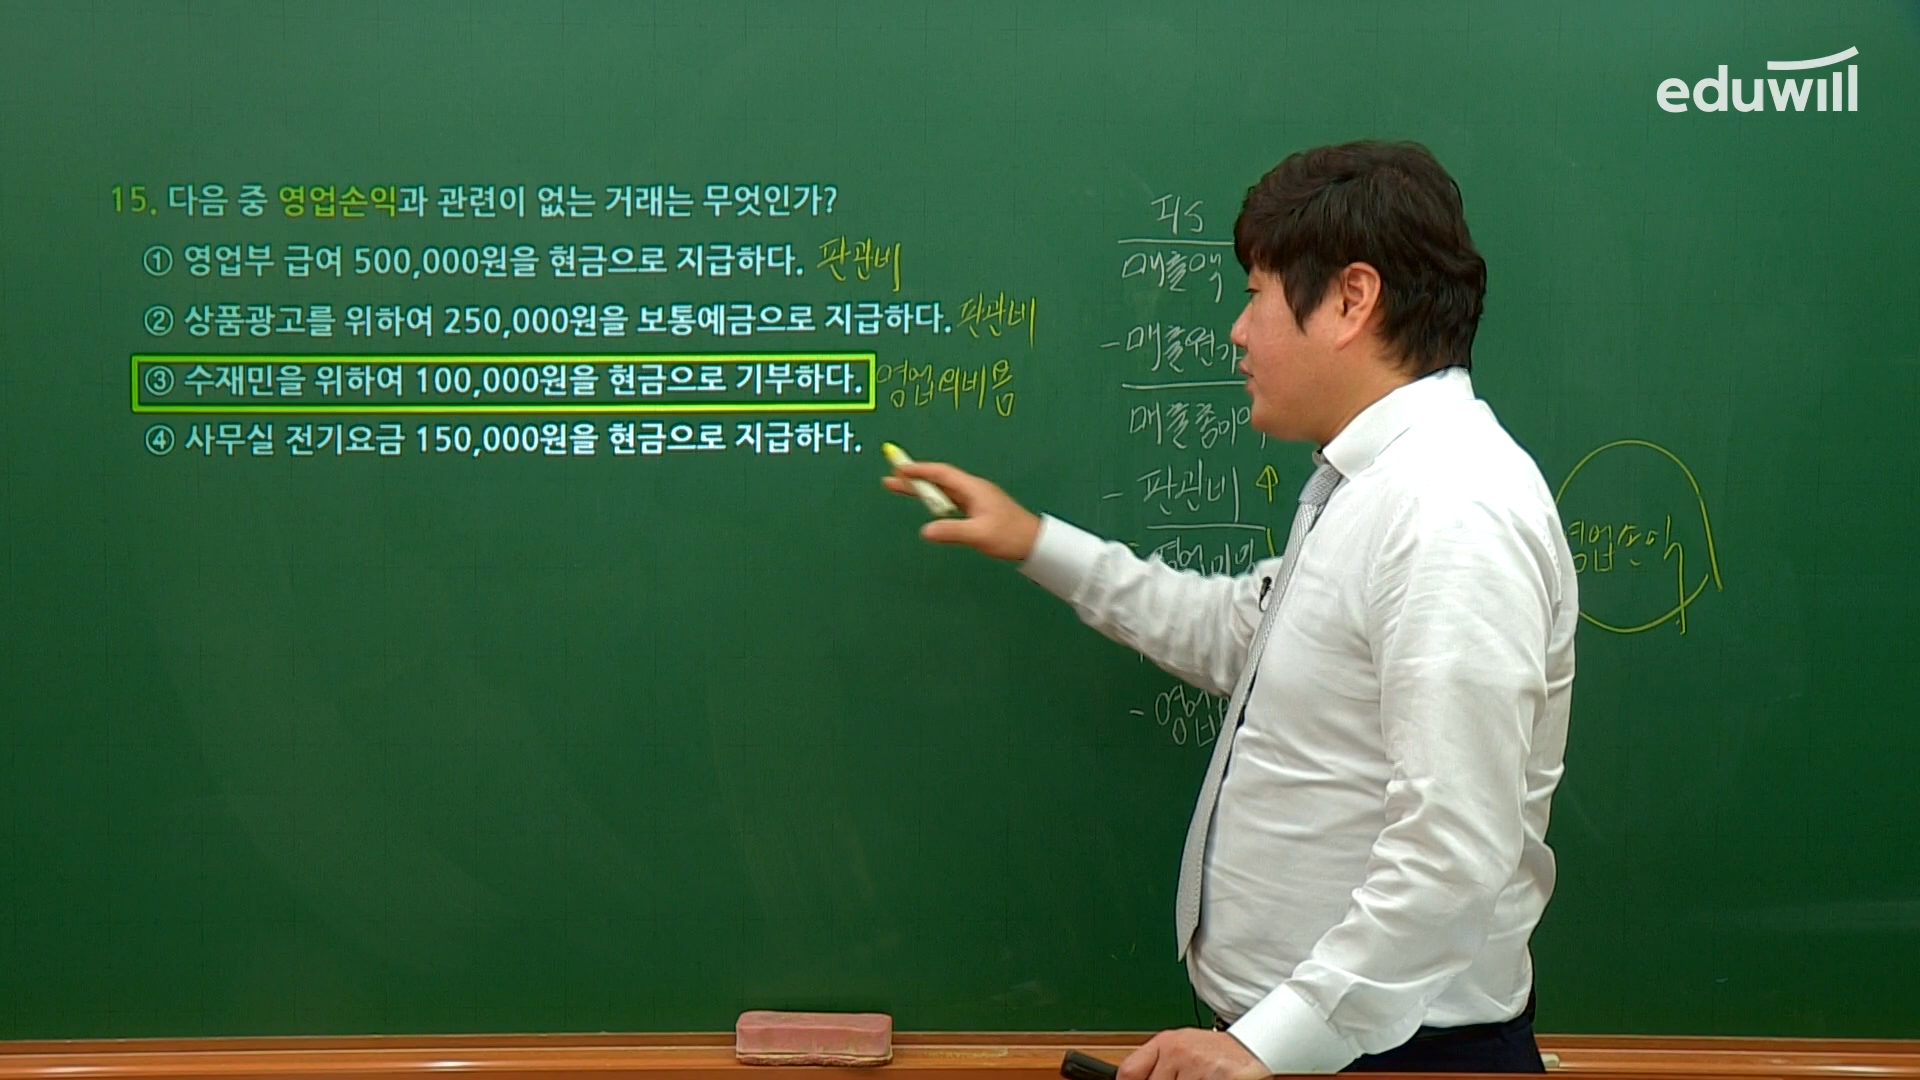 eduwill
15. 다음 중 영업손익과 관련이 없는 거래는 무엇인가?
① 영업부 급여 500,000원을 현금으로 지급하다. 판관비
② 상품광고를 위하여 250,000원을 보통예금으로 지급하다. 판관비
③ 수재민을 위하여 100,000원을 현금으로 기부하다. 영업외비용
④ 사무실 전기요금 150,000원을 현금으로 지급하다.
I/S
매출액
- 매출원가
매출총이익
- 판관비 ↑
영업이익
영업손익